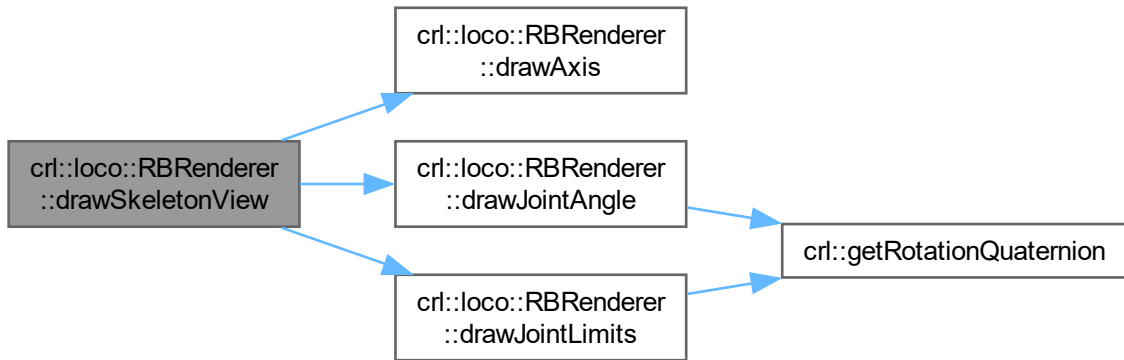 crl::loco::RBRenderer
::drawAxis
crl::loco::RBRenderer
::drawSkeletonView
crl::loco::RBRenderer
::drawJointAngle
crl::getRotationQuaternion
crl::loco::RBRenderer
::drawJointLimits